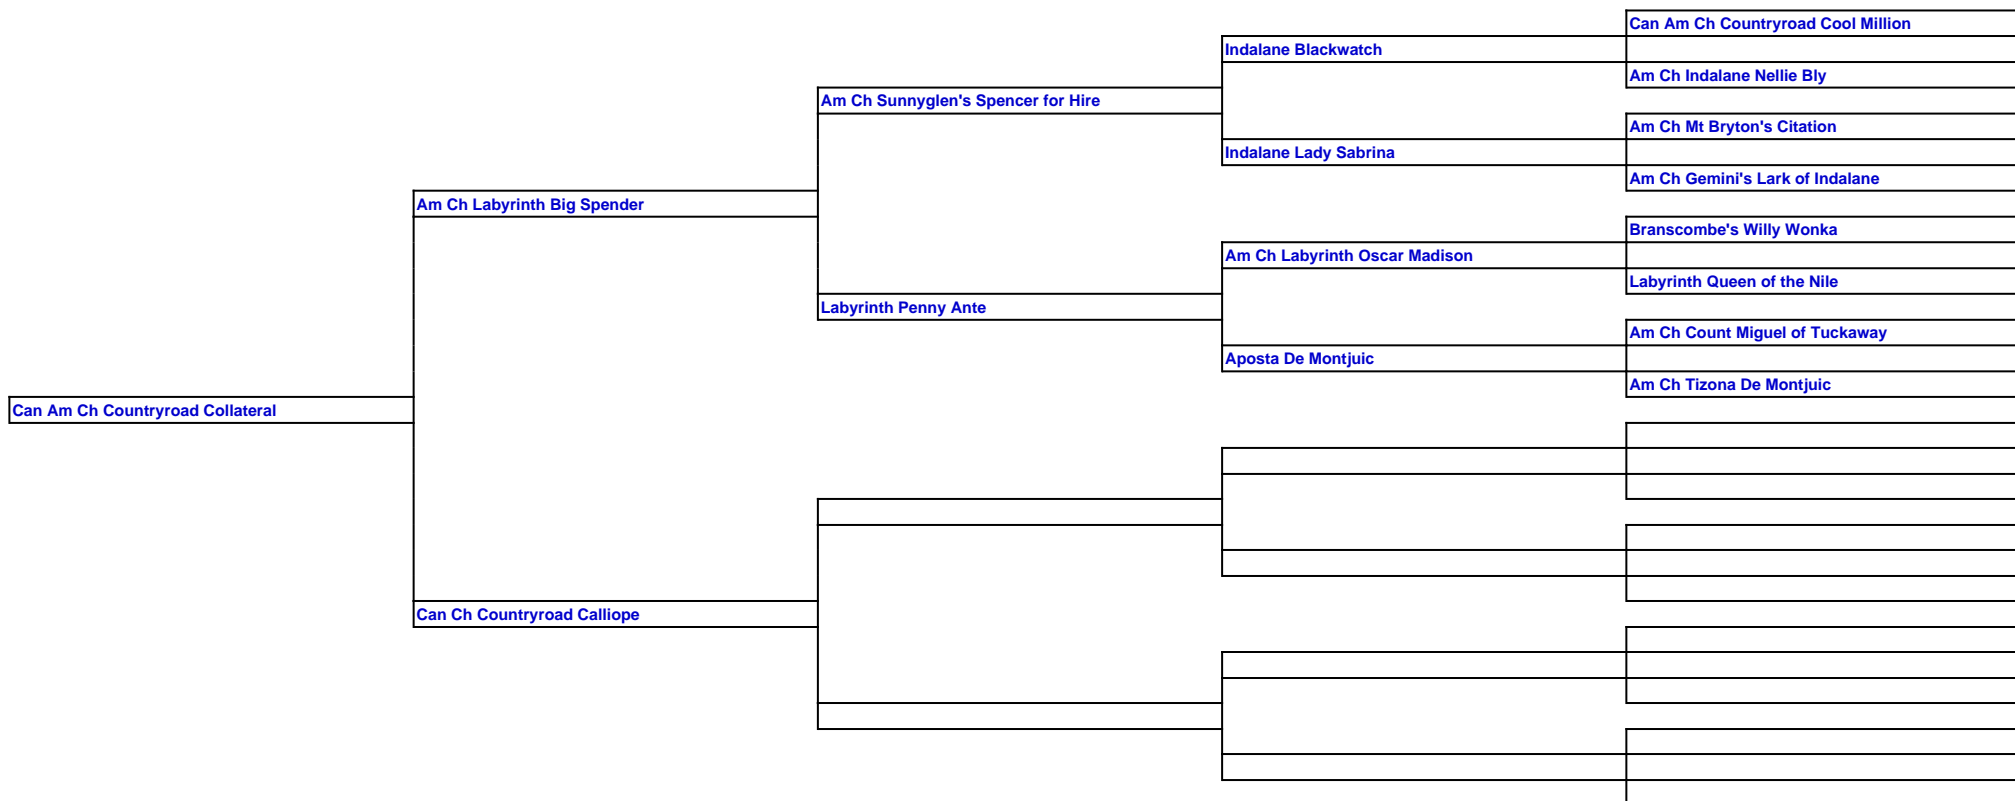 Can Am Ch Countryroad Cool Million
Indalane Blackwatch
Am Ch Indalane Nellie Bly
Am Ch Sunnyglen's Spencer for Hire
Am Ch Mt Bryton's Citation
Indalane Lady Sabrina
Am Ch Gemini's Lark of Indalane
Am Ch Labyrinth Big Spender
Branscombe's Willy Wonka
Am Ch Labyrinth Oscar Madison
Labyrinth Queen of the Nile
Labyrinth Penny Ante
Am Ch Count Miguel of Tuckaway
Aposta De Montjuic
Am Ch Tizona De Montjuic
Can Am Ch Countryroad Collateral
Can Ch Countryroad Calliope